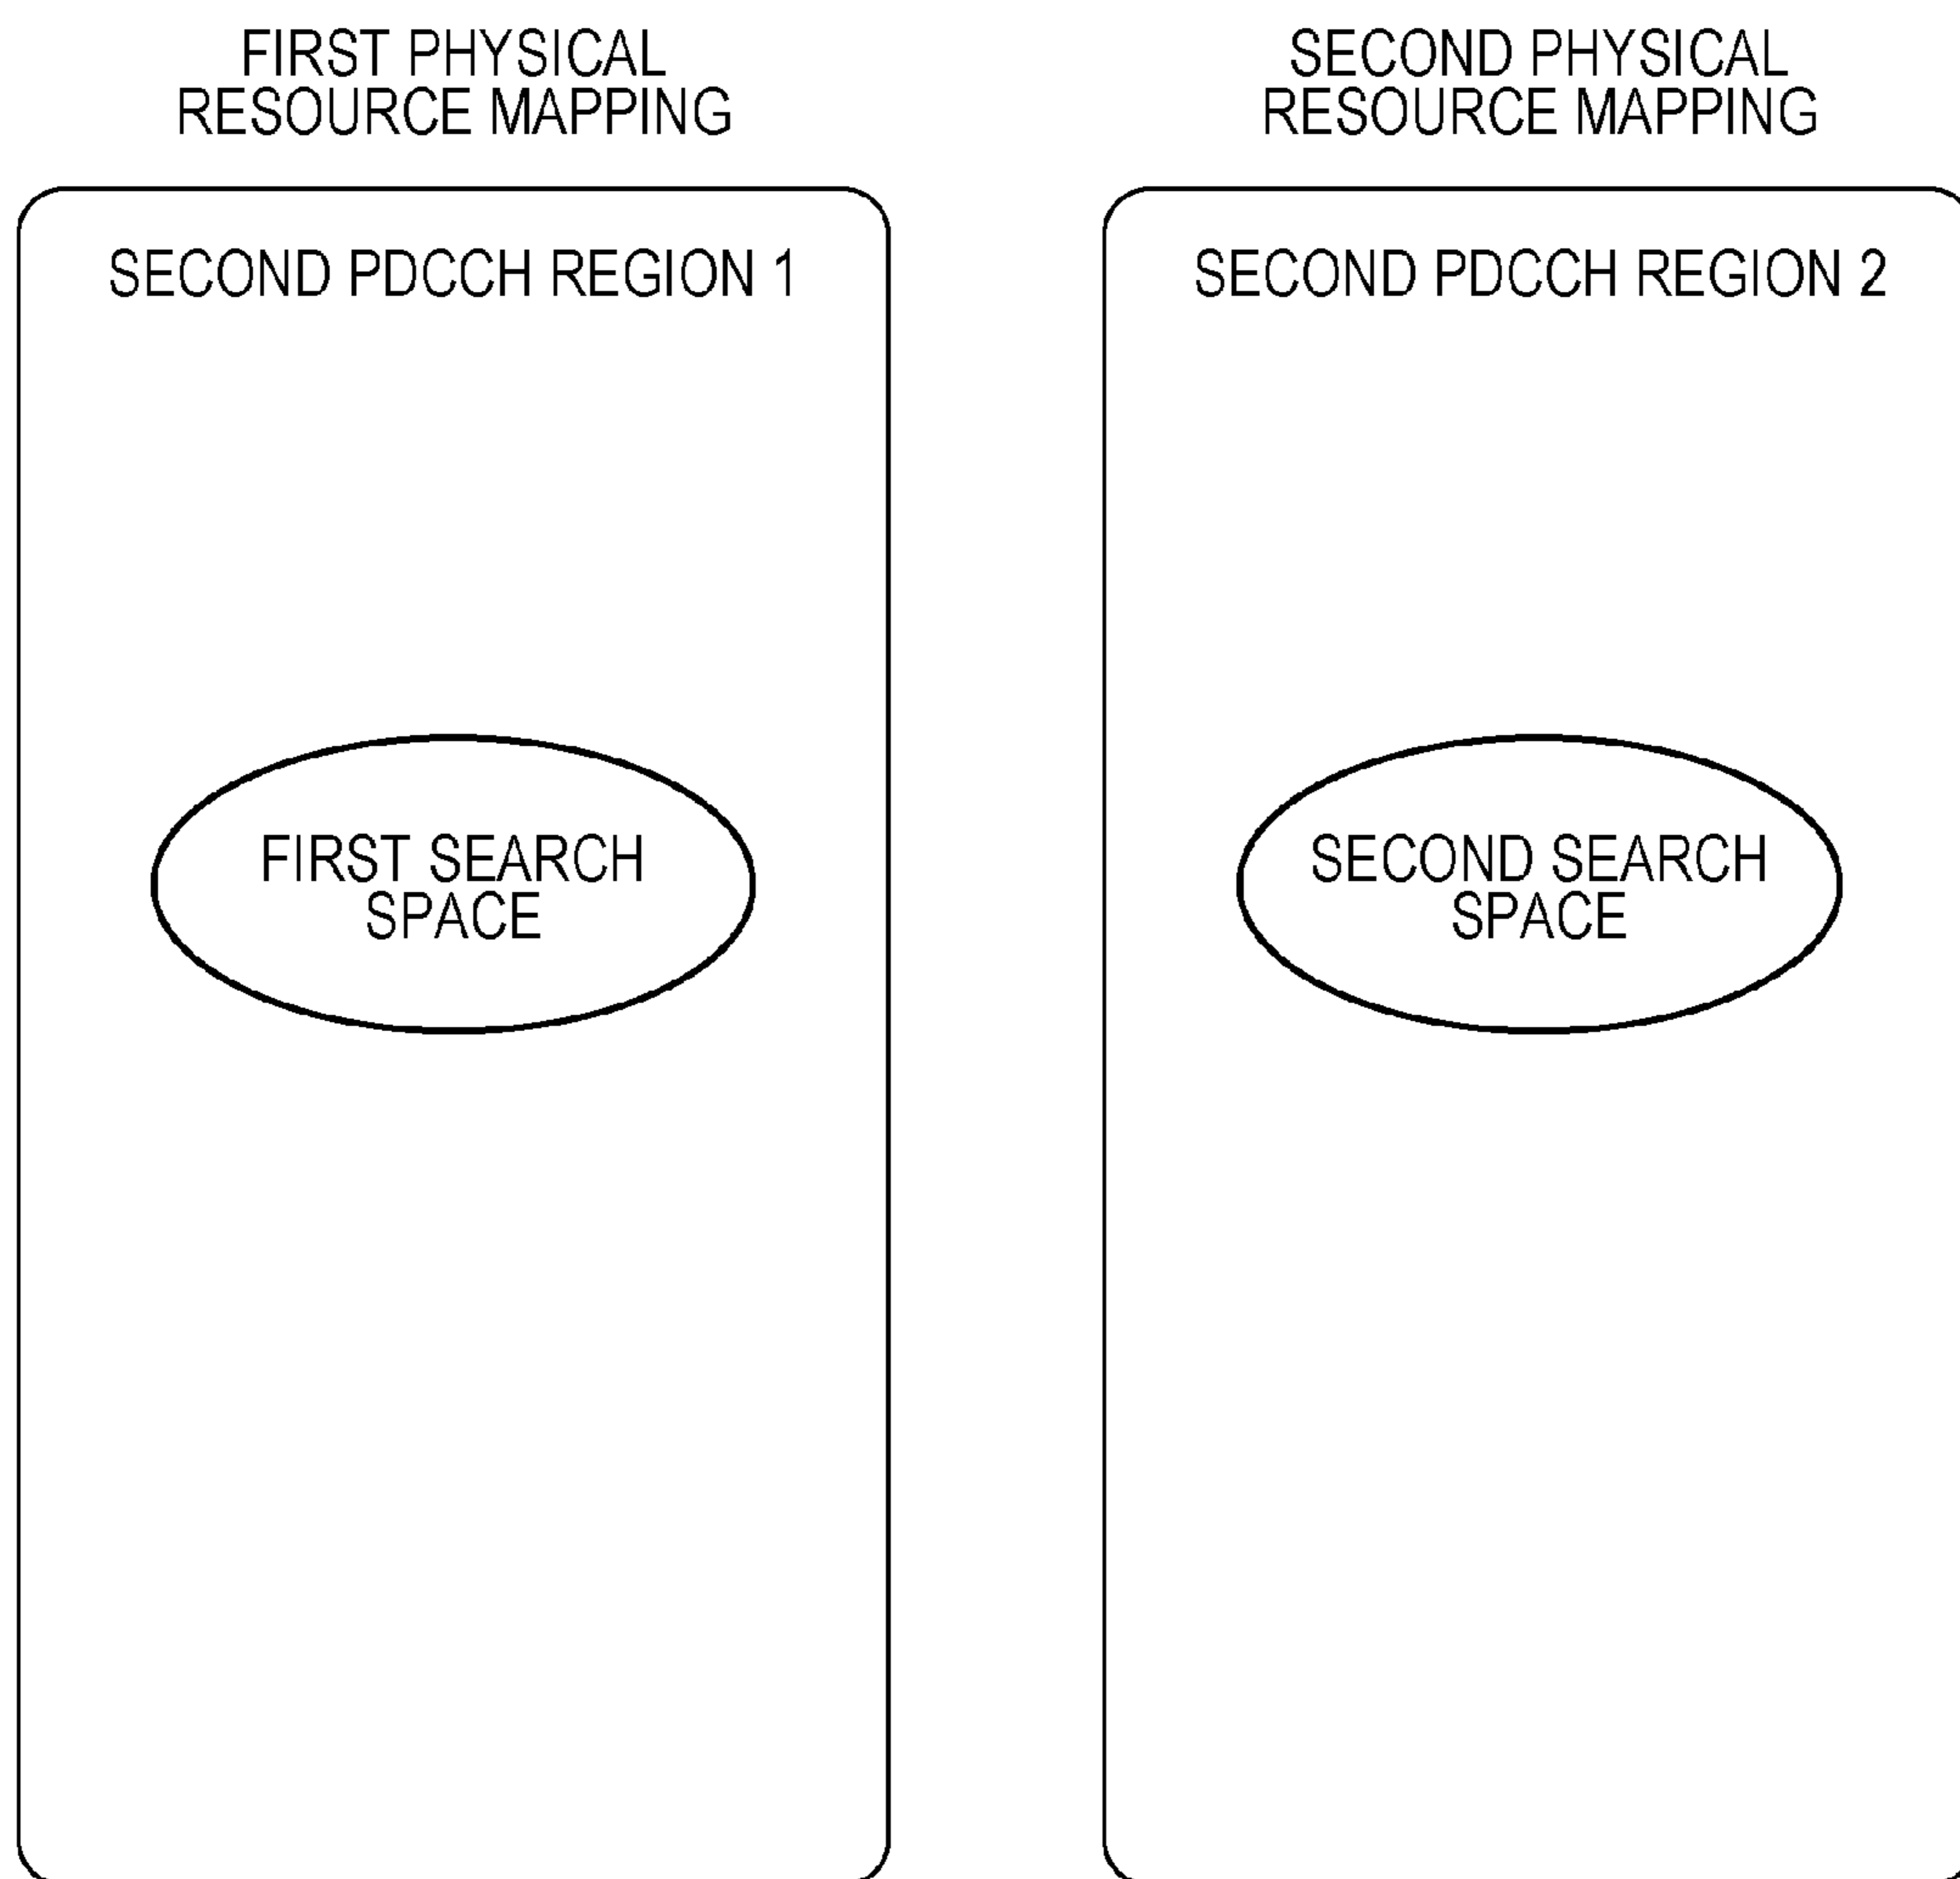 FIRST PHYSICAL
RESOURCE MAPPING
SECOND PDCCH REGION 1
FIRST SEARCH
SPACE
SECOND PHYSICAL
RESOURCE MAPPING
SECOND PDCCH REGION 2
SECOND SEARCH
SPACE